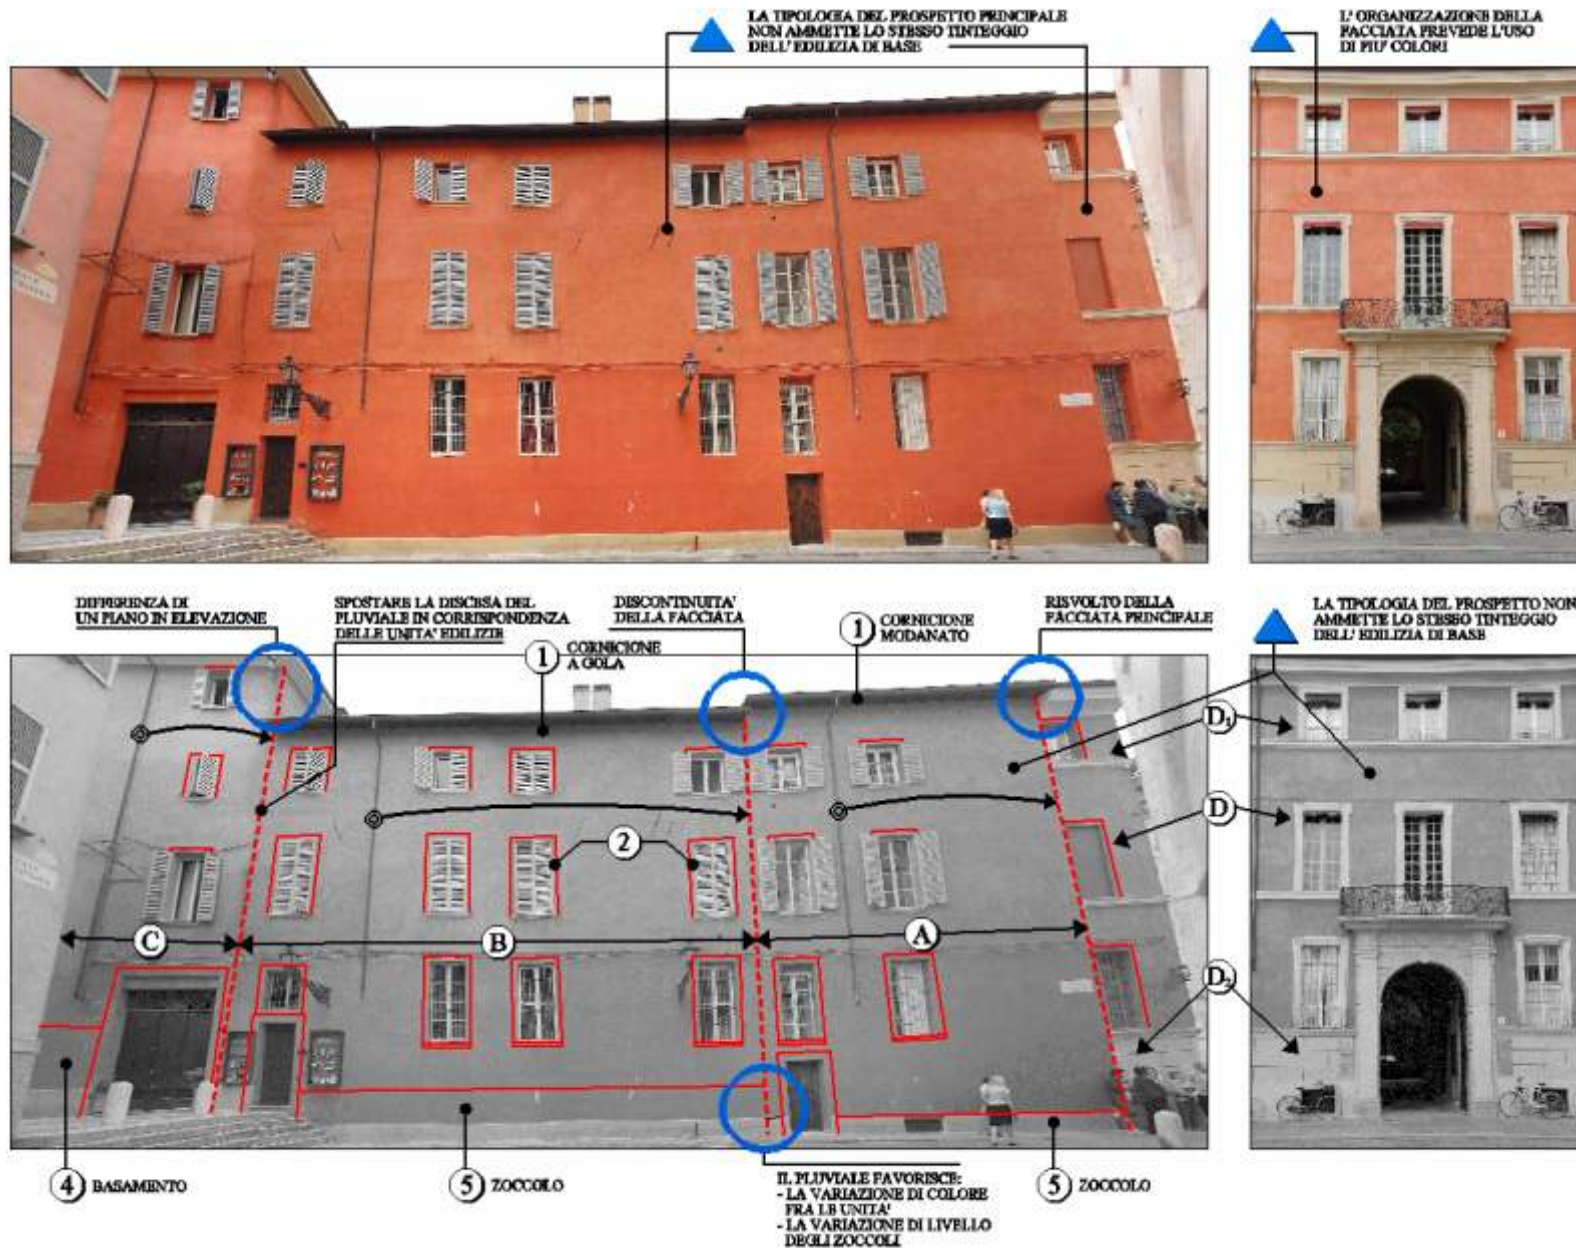 LA TIPOLOGIA DEL PROSPETTO PRINCIPALE
NON AMMETTE LO STESSO TINTEGGIO
DELL' EDILIZIA DI BASE
L' ORGANIZZAZIONE DELLA
FACCIATA PREVEDE L'USO
DI PIU' COLORI
DIFFERENZA DI
UN PIANO IN ELEVAZIONE
SPOSTARE LA DISCESA DEL
PLUVIALE IN CORRISPONDENZA
DELLE UNITA' EDILIZIE
DISCONTINUITA'
DELLA FACCIATA
1 CORNICIONE
A GOLA
1 CORNICIONE
MODANATO
RISVOLTO DELLA
FACCIATA PRINCIPALE
LA TIPOLOGIA DEL PROSPETTO NON
AMMETTE LO STESSO TINTEGGIO
DELL' EDILIZIA DI BASE
D1
D
2
C
B
A
D2
4 BASAMENTO
5 ZOCCOLO
IL PLUVIALE FAVORISCE:
- LA VARIAZIONE DI COLORE
FRA LE UNITA'
- LA VARIAZIONE DI LIVELLO
DEGLI ZOCCOLI
5 ZOCCOLO